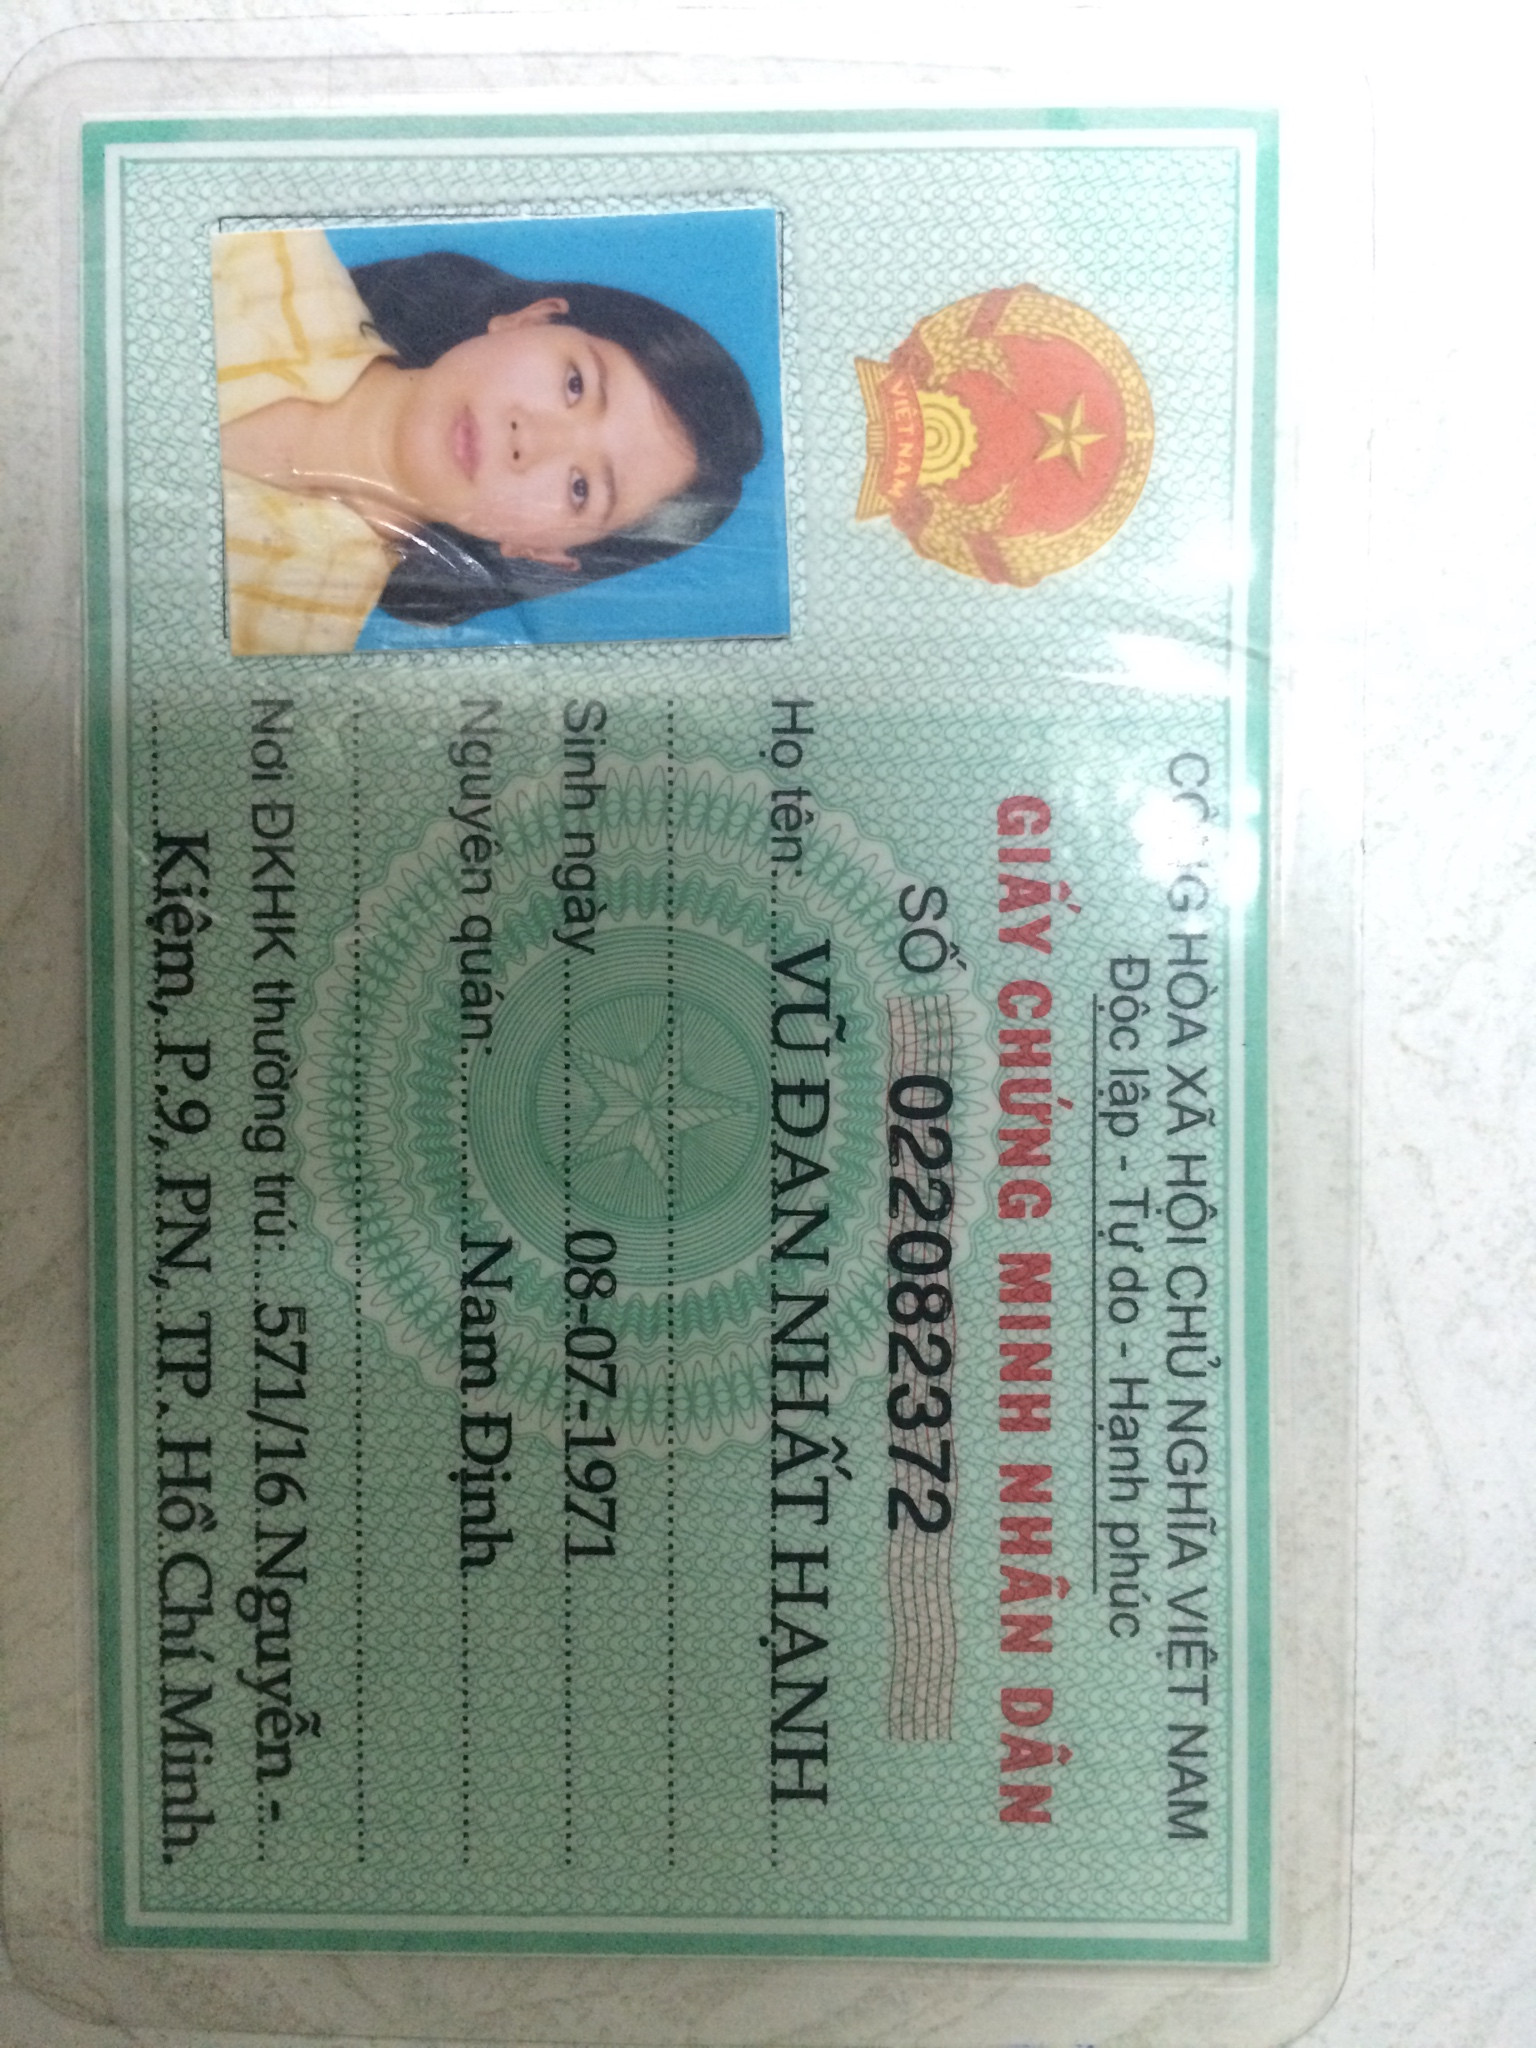 CỘNG HÒA XÃ HỘI CHỦ NGHĨA VIỆT NAM
Độc lập - Tự do - Hạnh phúc
GIẤY CHỨNG MINH NHÂN DÂN
SỐ 022082372
VIỆT NAM
Họ tên: VŨ ĐAN NHẤT HẠNH
Sinh ngày 08-07-1971
Nguyên quán: Nam Định
Nơi ĐKHK thường trú: 571/16 Nguyễn -
Kiệm, P.9, PN, TP. Hồ Chí Minh.